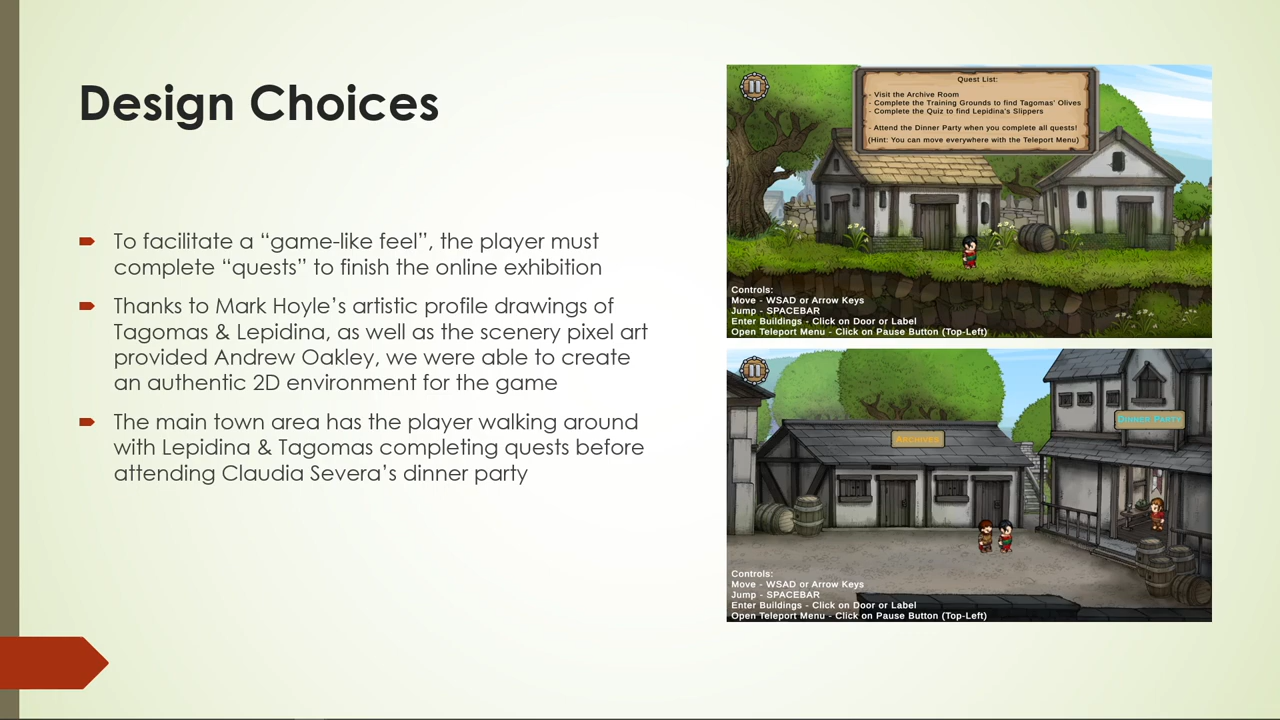 Design Choices
To facilitate a “game-like feel”, the player must
complete “quests” to finish the online exhibition
Thanks to Mark Hoyle’s artistic profile drawings of
Tagomas & Lepidina, as well as the scenery pixel art
provided Andrew Oakley, we were able to create
an authentic 2D environment for the game
The main town area has the player walking around
with Lepidina & Tagomas completing quests before
attending Claudia Severa’s dinner party
Quest List:
- Visit the Archive Room
- Complete the Training Grounds to find Tagomas' Olives
- Complete the Quiz to find Lepidina's Slippers
- Attend the Dinner Party when you complete all quests!
(Hint: You can move everywhere with the Teleport Menu)
Controls:
Move - WSAD or Arrow Keys
Jump - SPACEBAR
Enter Buildings - Click on Door or Label
Open Teleport Menu - Click on Pause Button (Top-Left)
Dinner Party
Archives
Controls:
Move - WSAD or Arrow Keys
Jump - SPACEBAR
Enter Buildings - Click on Door or Label
Open Teleport Menu - Click on Pause Button (Top-Left)